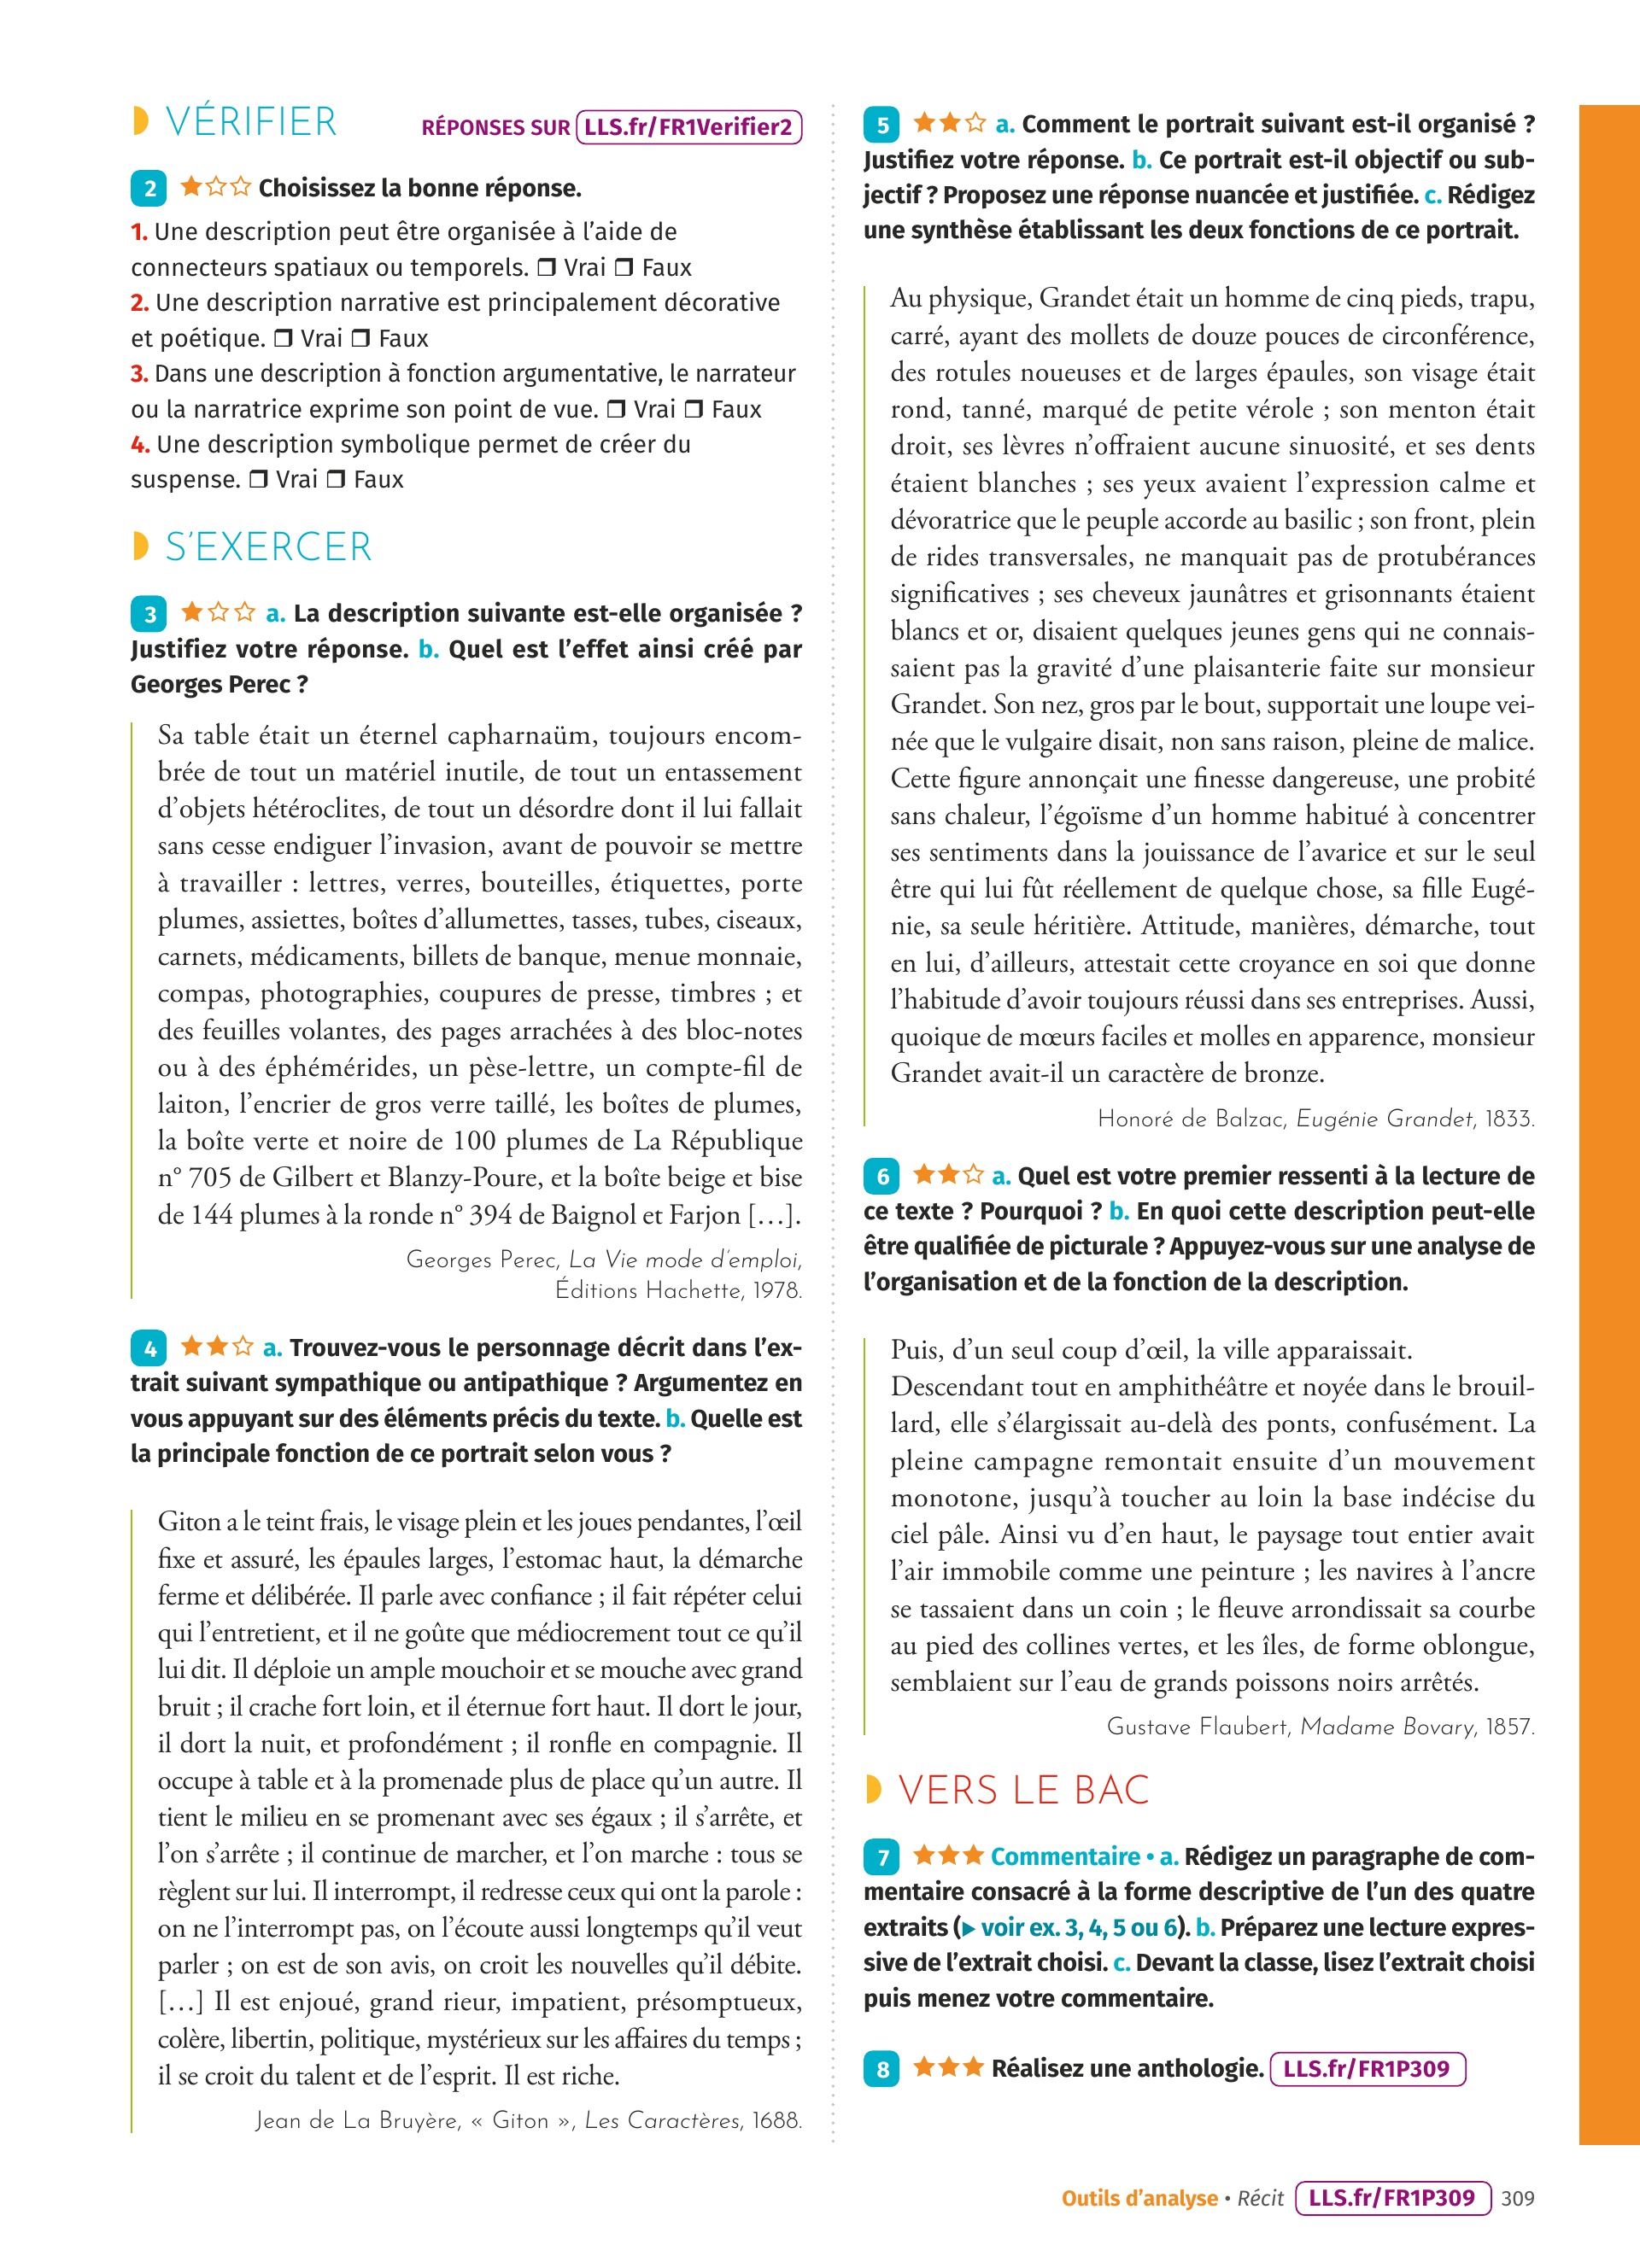 VÉRIFIER
RÉPONSES SUR LLS.fr/FR1Verifier2
2 ★☆☆ Choisissez la bonne réponse.
1. Une description peut être organisée à l'aide de
connecteurs spatiaux ou temporels. ❒ Vrai ❒ Faux
2. Une description narrative est principalement décorative
et poétique. ❒ Vrai ❒ Faux
3. Dans une description à fonction argumentative, le narrateur
ou la narratrice exprime son point de vue. ❒ Vrai ❒ Faux
4. Une description symbolique permet de créer du
suspense. ❒ Vrai ❒ Faux
S'EXERCER
3 ★☆☆ a. La description suivante est-elle organisée ?
Justifiez votre réponse. b. Quel est l'effet ainsi créé par
Georges Perec ?
Sa table était un éternel capharnaüm, toujours encom-
brée de tout un matériel inutile, de tout un entassement
d'objets hétéroclites, de tout un désordre dont il lui fallait
sans cesse endiguer l'invasion, avant de pouvoir se mettre
à travailler : lettres, verres, bouteilles, étiquettes, porte
plumes, assiettes, boîtes d'allumettes, tasses, tubes, ciseaux,
carnets, médicaments, billets de banque, menue monnaie,
compas, photographies, coupures de presse, timbres ; et
des feuilles volantes, des pages arrachées à des bloc-notes
ou à des éphémérides, un pèse-lettre, un compte-fil de
laiton, l'encrier de gros verre taillé, les boîtes de plumes,
la boîte verte et noire de 100 plumes de La République
n° 705 de Gilbert et Blanzy-Poure, et la boîte beige et bise
de 144 plumes à la ronde n° 394 de Baignol et Farjon […].
Georges Perec, La Vie mode d'emploi,
Éditions Hachette, 1978.
4 ★★☆ a. Trouvez-vous le personnage décrit dans l'ex-
trait suivant sympathique ou antipathique ? Argumentez en
vous appuyant sur des éléments précis du texte. b. Quelle est
la principale fonction de ce portrait selon vous ?
Giton a le teint frais, le visage plein et les joues pendantes, l'œil
fixe et assuré, les épaules larges, l'estomac haut, la démarche
ferme et délibérée. Il parle avec confiance ; il fait répéter celui
qui l'entretient, et il ne goûte que médiocrement tout ce qu'il
lui dit. Il déploie un ample mouchoir et se mouche avec grand
bruit ; il crache fort loin, et il éternue fort haut. Il dort le jour,
il dort la nuit, et profondément ; il ronfle en compagnie. Il
occupe à table et à la promenade plus de place qu'un autre. Il
tient le milieu en se promenant avec ses égaux ; il s'arrête, et
l'on s'arrête ; il continue de marcher, et l'on marche : tous se
règlent sur lui. Il interrompt, il redresse ceux qui ont la parole :
on ne l'interrompt pas, on l'écoute aussi longtemps qu'il veut
parler ; on est de son avis, on croit les nouvelles qu'il débite.
[…] Il est enjoué, grand rieur, impatient, présomptueux,
colère, libertin, politique, mystérieux sur les affaires du temps ;
il se croit du talent et de l'esprit. Il est riche.
Jean de La Bruyère, « Giton », Les Caractères, 1688.
5 ★★☆ a. Comment le portrait suivant est-il organisé ?
Justifiez votre réponse. b. Ce portrait est-il objectif ou sub-
jectif ? Proposez une réponse nuancée et justifiée. c. Rédigez
une synthèse établissant les deux fonctions de ce portrait.
Au physique, Grandet était un homme de cinq pieds, trapu,
carré, ayant des mollets de douze pouces de circonférence,
des rotules noueuses et de larges épaules, son visage était
rond, tanné, marqué de petite vérole ; son menton était
droit, ses lèvres n'offraient aucune sinuosité, et ses dents
étaient blanches ; ses yeux avaient l'expression calme et
dévoratrice que le peuple accorde au basilic ; son front, plein
de rides transversales, ne manquait pas de protubérances
significatives ; ses cheveux jaunâtres et grisonnants étaient
blancs et or, disaient quelques jeunes gens qui ne connais-
saient pas la gravité d'une plaisanterie faite sur monsieur
Grandet. Son nez, gros par le bout, supportait une loupe vei-
née que le vulgaire disait, non sans raison, pleine de malice.
Cette figure annonçait une finesse dangereuse, une probité
sans chaleur, l'égoïsme d'un homme habitué à concentrer
ses sentiments dans la jouissance de l'avarice et sur le seul
être qui lui fût réellement de quelque chose, sa fille Eugé-
nie, sa seule héritière. Attitude, manières, démarche, tout
en lui, d'ailleurs, attestait cette croyance en soi que donne
l'habitude d'avoir toujours réussi dans ses entreprises. Aussi,
quoique de mœurs faciles et molles en apparence, monsieur
Grandet avait-il un caractère de bronze.
Honoré de Balzac, Eugénie Grandet, 1833.
6 ★★☆ a. Quel est votre premier ressenti à la lecture de
ce texte ? Pourquoi ? b. En quoi cette description peut-elle
être qualifiée de picturale ? Appuyez-vous sur une analyse de
l'organisation et de la fonction de la description.
Puis, d'un seul coup d'œil, la ville apparaissait.
Descendant tout en amphithéâtre et noyée dans le brouil-
lard, elle s'élargissait au-delà des ponts, confusément. La
pleine campagne remontait ensuite d'un mouvement
monotone, jusqu'à toucher au loin la base indécise du
ciel pâle. Ainsi vu d'en haut, le paysage tout entier avait
l'air immobile comme une peinture ; les navires à l'ancre
se tassaient dans un coin ; le fleuve arrondissait sa courbe
au pied des collines vertes, et les îles, de forme oblongue,
semblaient sur l'eau de grands poissons noirs arrêtés.
Gustave Flaubert, Madame Bovary, 1857.
VERS LE BAC
7 ★★★ Commentaire • a. Rédigez un paragraphe de com-
mentaire consacré à la forme descriptive de l'un des quatre
extraits (▶ voir ex. 3, 4, 5 ou 6). b. Préparez une lecture expres-
sive de l'extrait choisi. c. Devant la classe, lisez l'extrait choisi
puis menez votre commentaire.
8 ★★★ Réalisez une anthologie. LLS.fr/FR1P309
Outils d'analyse • Récit LLS.fr/FR1P309 309